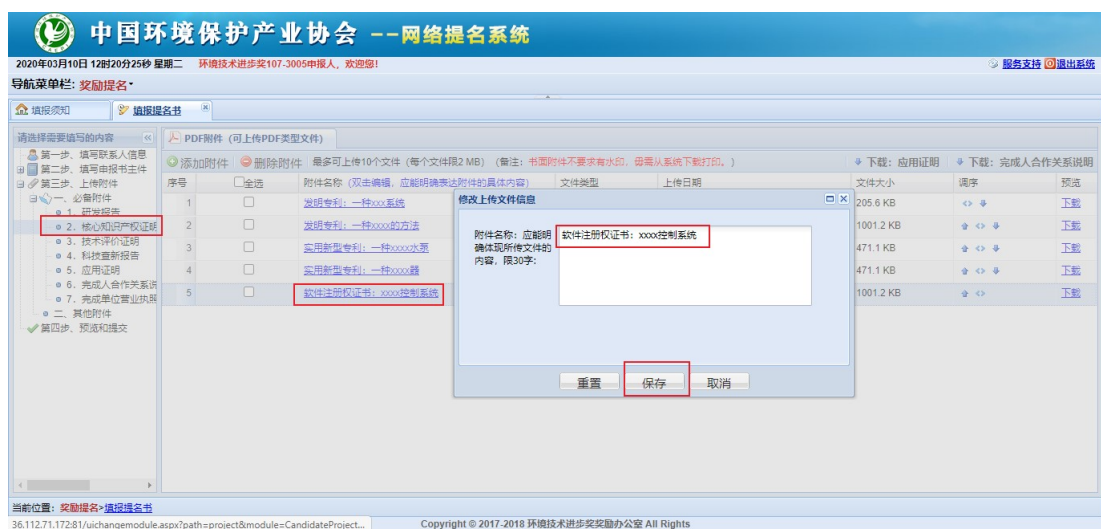 中国环境保护产业协会 --网络提名系统
2020年03月10日 12时20分25秒 星期二 环境技术进步奖107-3005申报人，欢迎您! 服务支持 退出系统
导航菜单栏: 奖励提名
填报须知 填报提名书
请选择需要填写的内容 PDF附件 (可上传PDF类型文件)
第一步、填写联系人信息
第二步、填写申报书主件
第三步、上传附件
一、必备附件
1. 研发报告
2. 核心知识产权证明
3. 技术评价证明
4. 科技查新报告
5. 应用证明
6. 完成人合作关系说
7. 完成单位营业执照
二、其他附件
第四步、预览和提交
添加附件 删除附件 最多可上传10个文件 (每个文件限2 MB) (备注: 书面附件不要求有水印, 毋需从系统下载打印。) 下载: 应用证明 下载: 完成人合作关系说明
序号 全选 附件名称 (双击编辑, 应能明确表达附件的具体内容) 文件类型 上传日期 文件大小 调序 预览
1 发明专利: 一种xxx系统 205.6 KB 下载
2 发明专利: 一种xxxx的方法 1001.2 KB 下载
3 实用新型专利: 一种xxxx水泵 471.1 KB 下载
4 实用新型专利: 一种xxxx器 471.1 KB 下载
5 软件注册权证书: xxxx控制系统 1001.2 KB 下载
修改上传文件信息
附件名称: 应能明
确体现所传文件的
内容, 限30字:
软件注册权证书: xxxx控制系统
重置 保存 取消
当前位置: 奖励提名>填报提名书
36.112.71.172:81/uichangemodule.aspx?path=project&module=CandidateProject... Copyright © 2017-2018 环境技术进步奖奖励办公室 All Rights